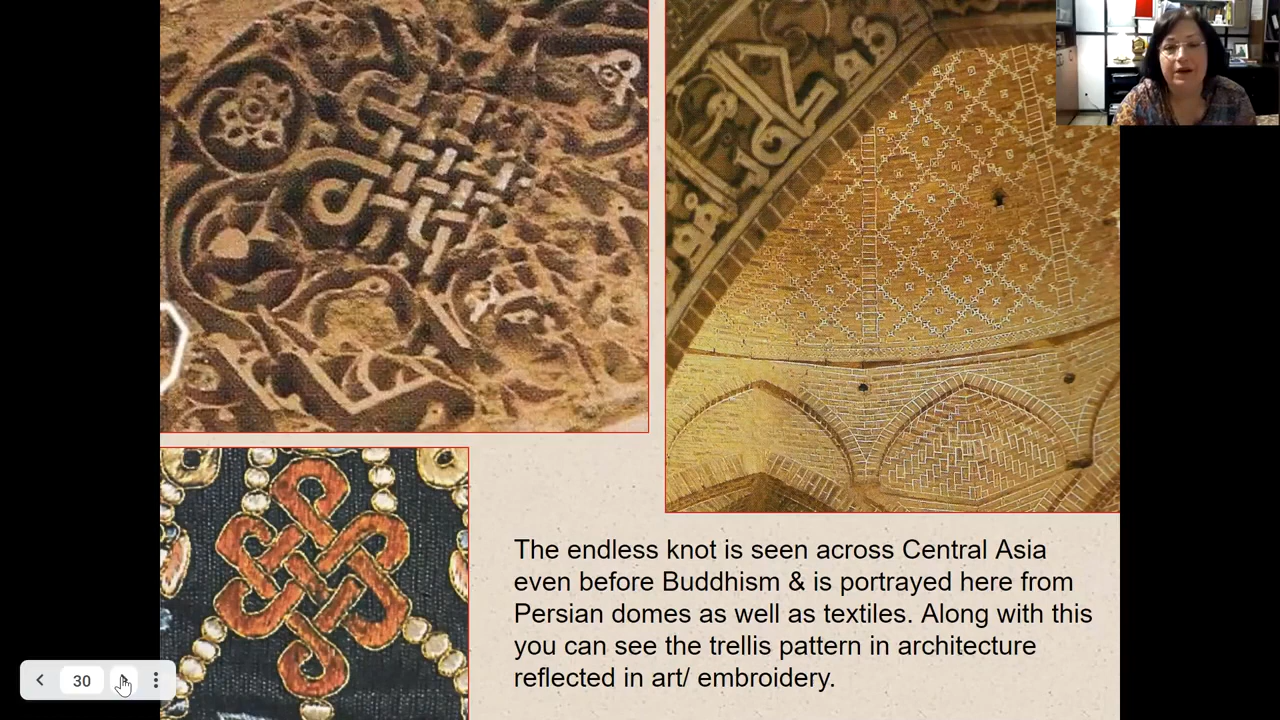 The endless knot is seen across Central Asia
even before Buddhism & is portrayed here from
Persian domes as well as textiles. Along with this
you can see the trellis pattern in architecture
reflected in art/ embroidery.
30